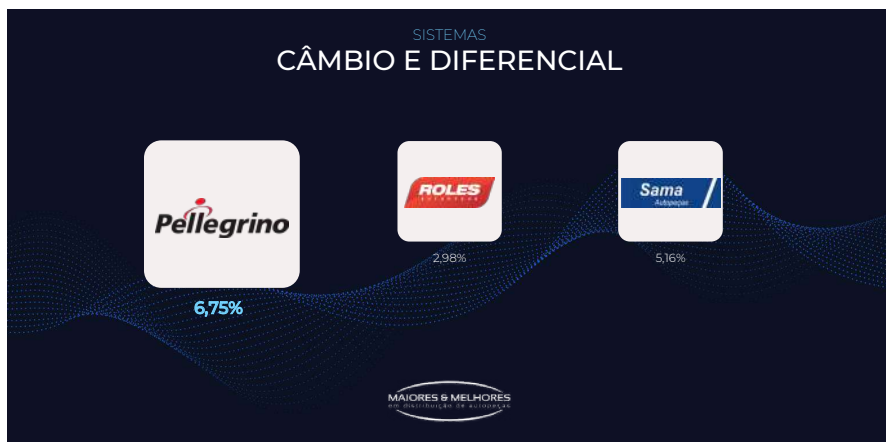 SISTEMAS
CÂMBIO E DIFERENCIAL
Pellegrino
6,75%
ROLES
AUTOPEÇAS
2,98%
Sama
Autopeças
5,16%
MAIORES & MELHORES
em distribuição de autopeças